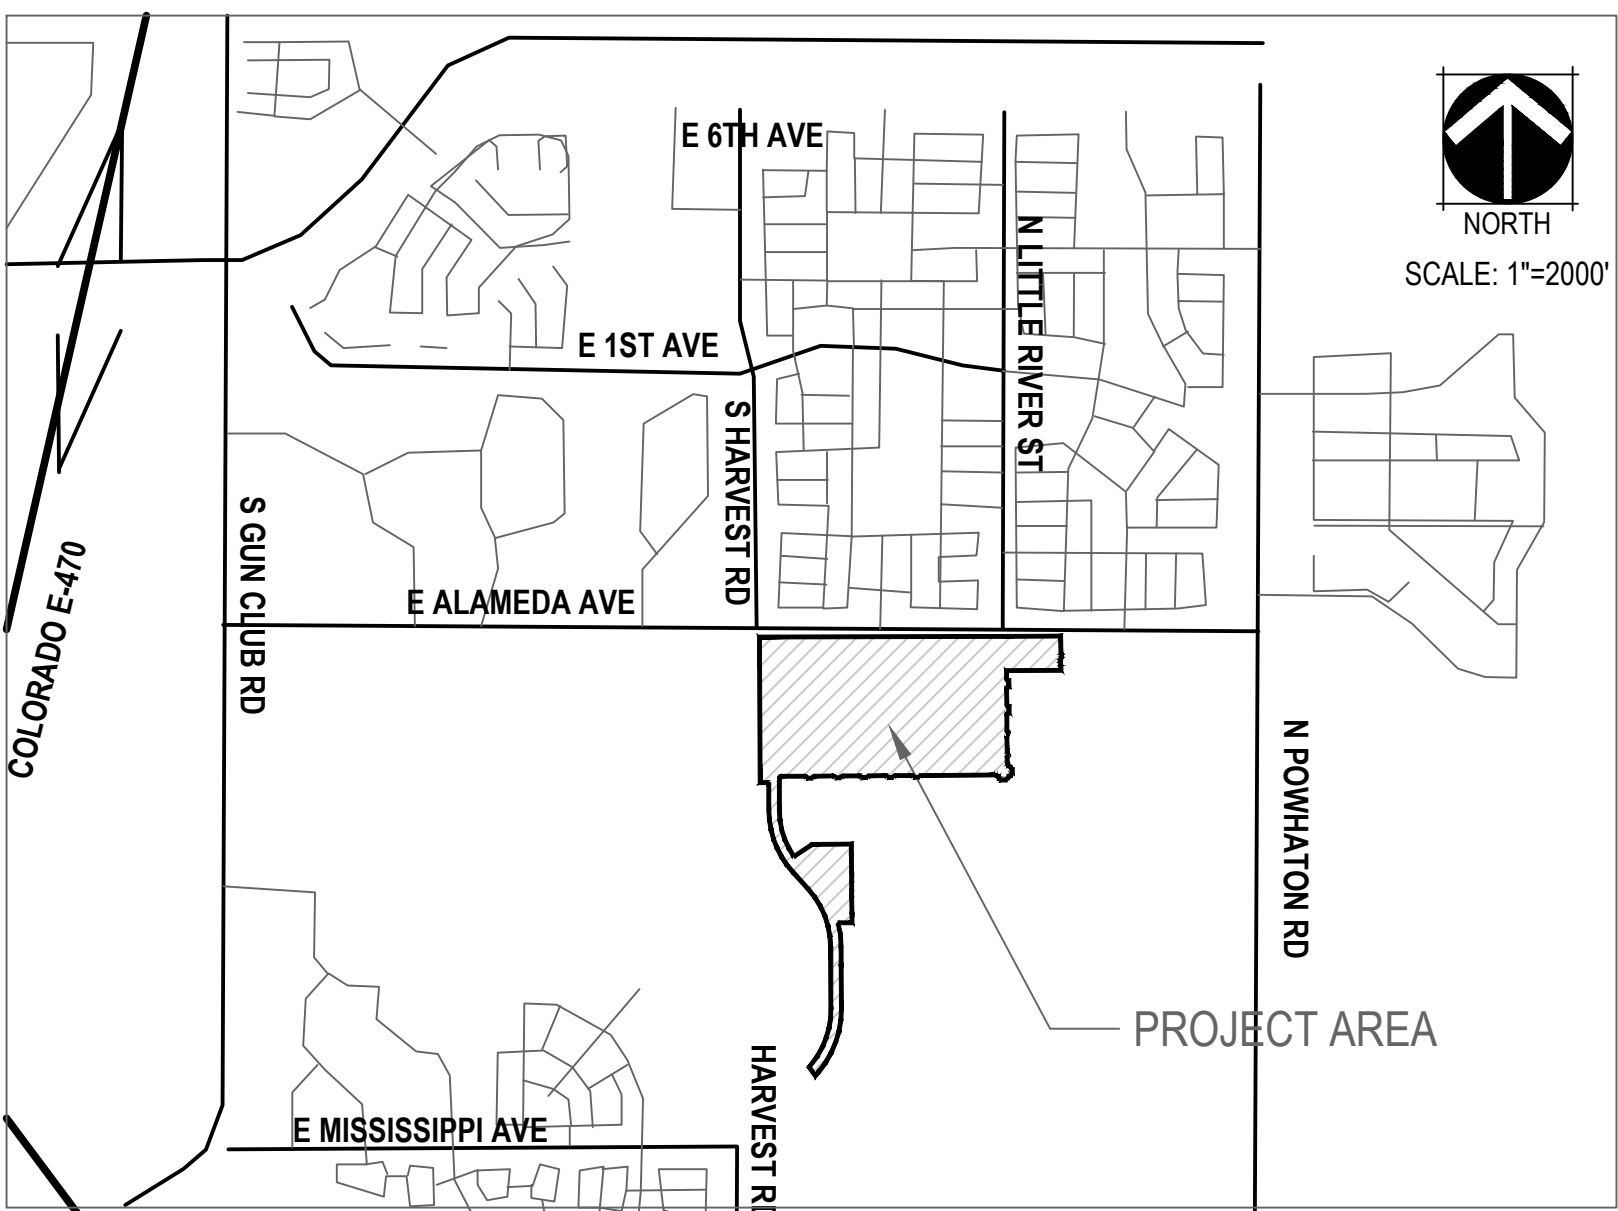 E 6TH AVE
NORTH
SCALE: 1"=2000'
N LITTLE RIVER ST
E 1ST AVE
S HARVEST RD
S GUN CLUB RD
COLORADO E-470
E ALAMEDA AVE
N POWHATON RD
PROJECT AREA
HARVEST RD
E MISSISSIPPI AVE